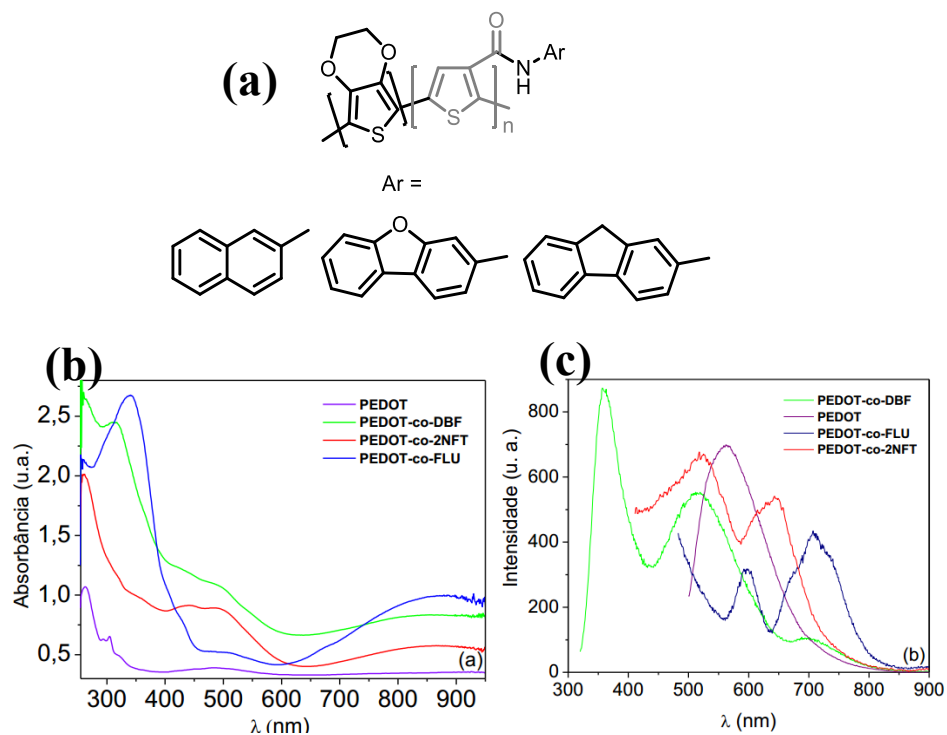 (a)
O
O
O
N
H
Ar
S
S
n
Ar =
O
(b)
Absorbância (u.a.)
2,5
2,0
1,5
1,0
0,5
PEDOT
PEDOT-co-DBF
PEDOT-co-2NFT
PEDOT-co-FLU
(a)
300 400 500 600 700 800 900
λ (nm)
(c)
Intensidade (u. a.)
800
600
400
200
0
PEDOT-co-DBF
PEDOT
PEDOT-co-FLU
PEDOT-co-2NFT
(b)
300 400 500 600 700 800 900
λ (nm)